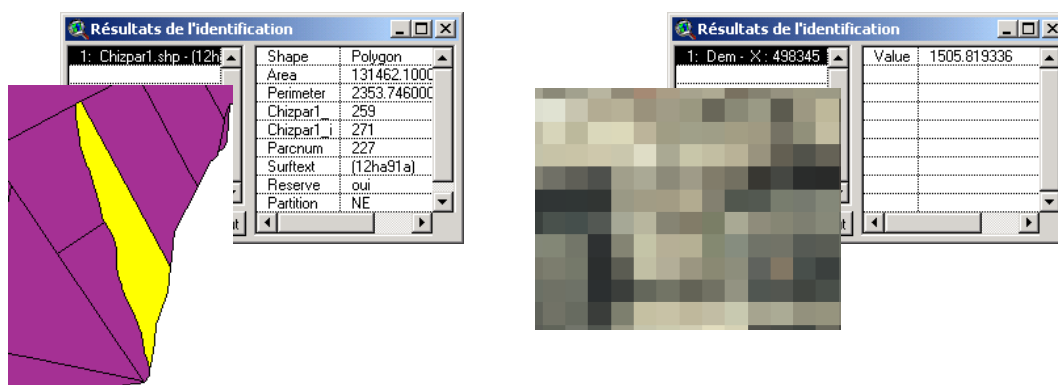 Résultats de l'identification
1: Chizpar1.shp - (12h
Shape Polygon
Area 131462.1000
Perimeter 2353.746000
Chizpar1_ 259
Chizpar1_i 271
Parcnum 227
Surftext (12ha91a)
Reserve oui
Partition NE
Résultats de l'identification
1: Dem - X : 498345
Value 1505.819336